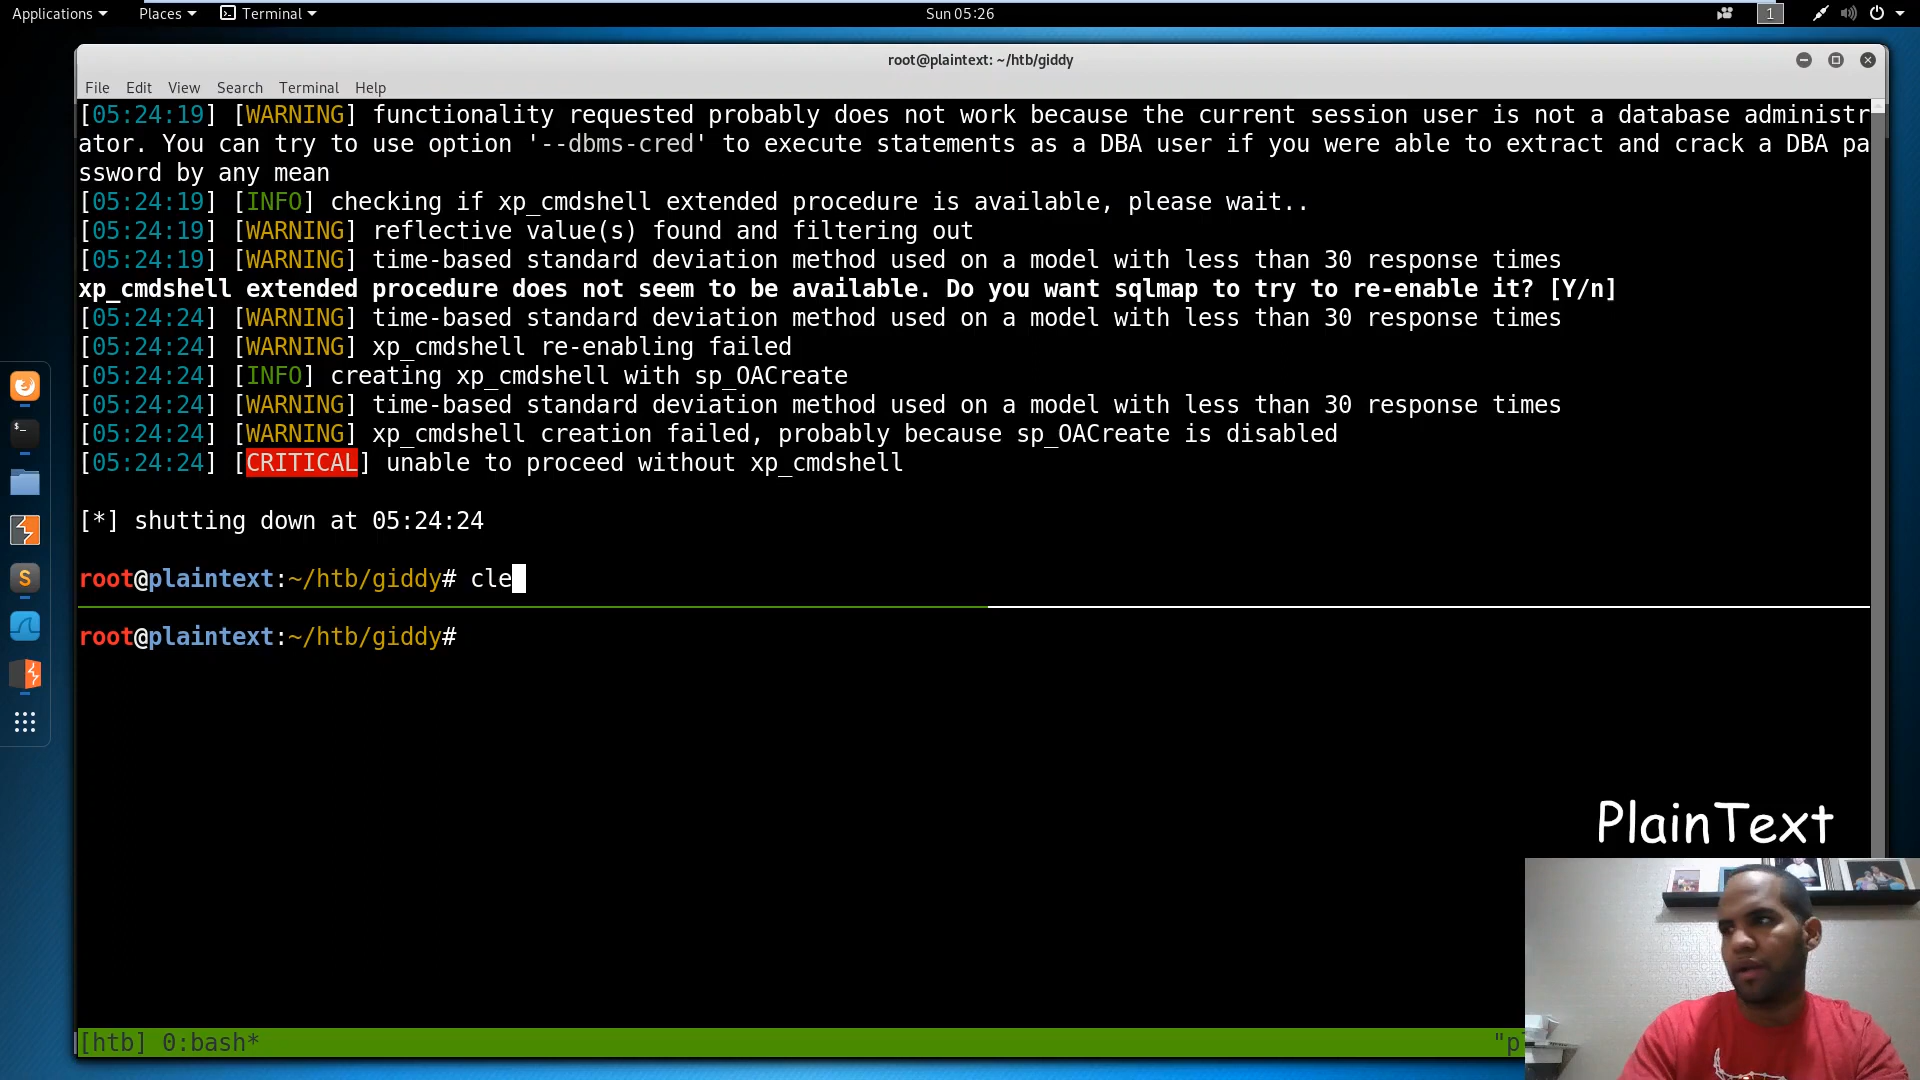 Applications Places Terminal Sun 05:26 1
root@plaintext: ~/htb/giddy
File Edit View Search Terminal Help
[05:24:19] [WARNING] functionality requested probably does not work because the current session user is not a database administr
ator. You can try to use option '--dbms-cred' to execute statements as a DBA user if you were able to extract and crack a DBA pa
ssword by any mean
[05:24:19] [INFO] checking if xp_cmdshell extended procedure is available, please wait..
[05:24:19] [WARNING] reflective value(s) found and filtering out
[05:24:19] [WARNING] time-based standard deviation method used on a model with less than 30 response times
xp_cmdshell extended procedure does not seem to be available. Do you want sqlmap to try to re-enable it? [Y/n]
[05:24:24] [WARNING] time-based standard deviation method used on a model with less than 30 response times
[05:24:24] [WARNING] xp_cmdshell re-enabling failed
[05:24:24] [INFO] creating xp_cmdshell with sp_OACreate
[05:24:24] [WARNING] time-based standard deviation method used on a model with less than 30 response times
[05:24:24] [WARNING] xp_cmdshell creation failed, probably because sp_OACreate is disabled
[05:24:24] [CRITICAL] unable to proceed without xp_cmdshell
[*] shutting down at 05:24:24
root@plaintext:~/htb/giddy# cle
root@plaintext:~/htb/giddy#
PlainText
[htb] 0:bash* "p